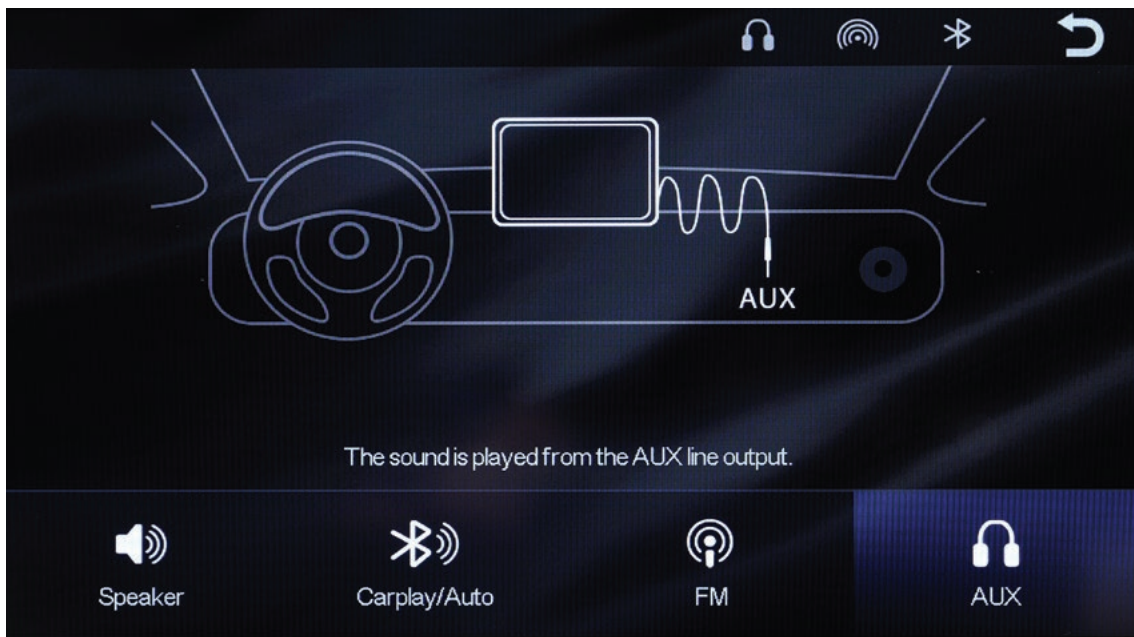 AUX
The sound is played from the AUX line output.
Speaker
Carplay/Auto
FM
AUX